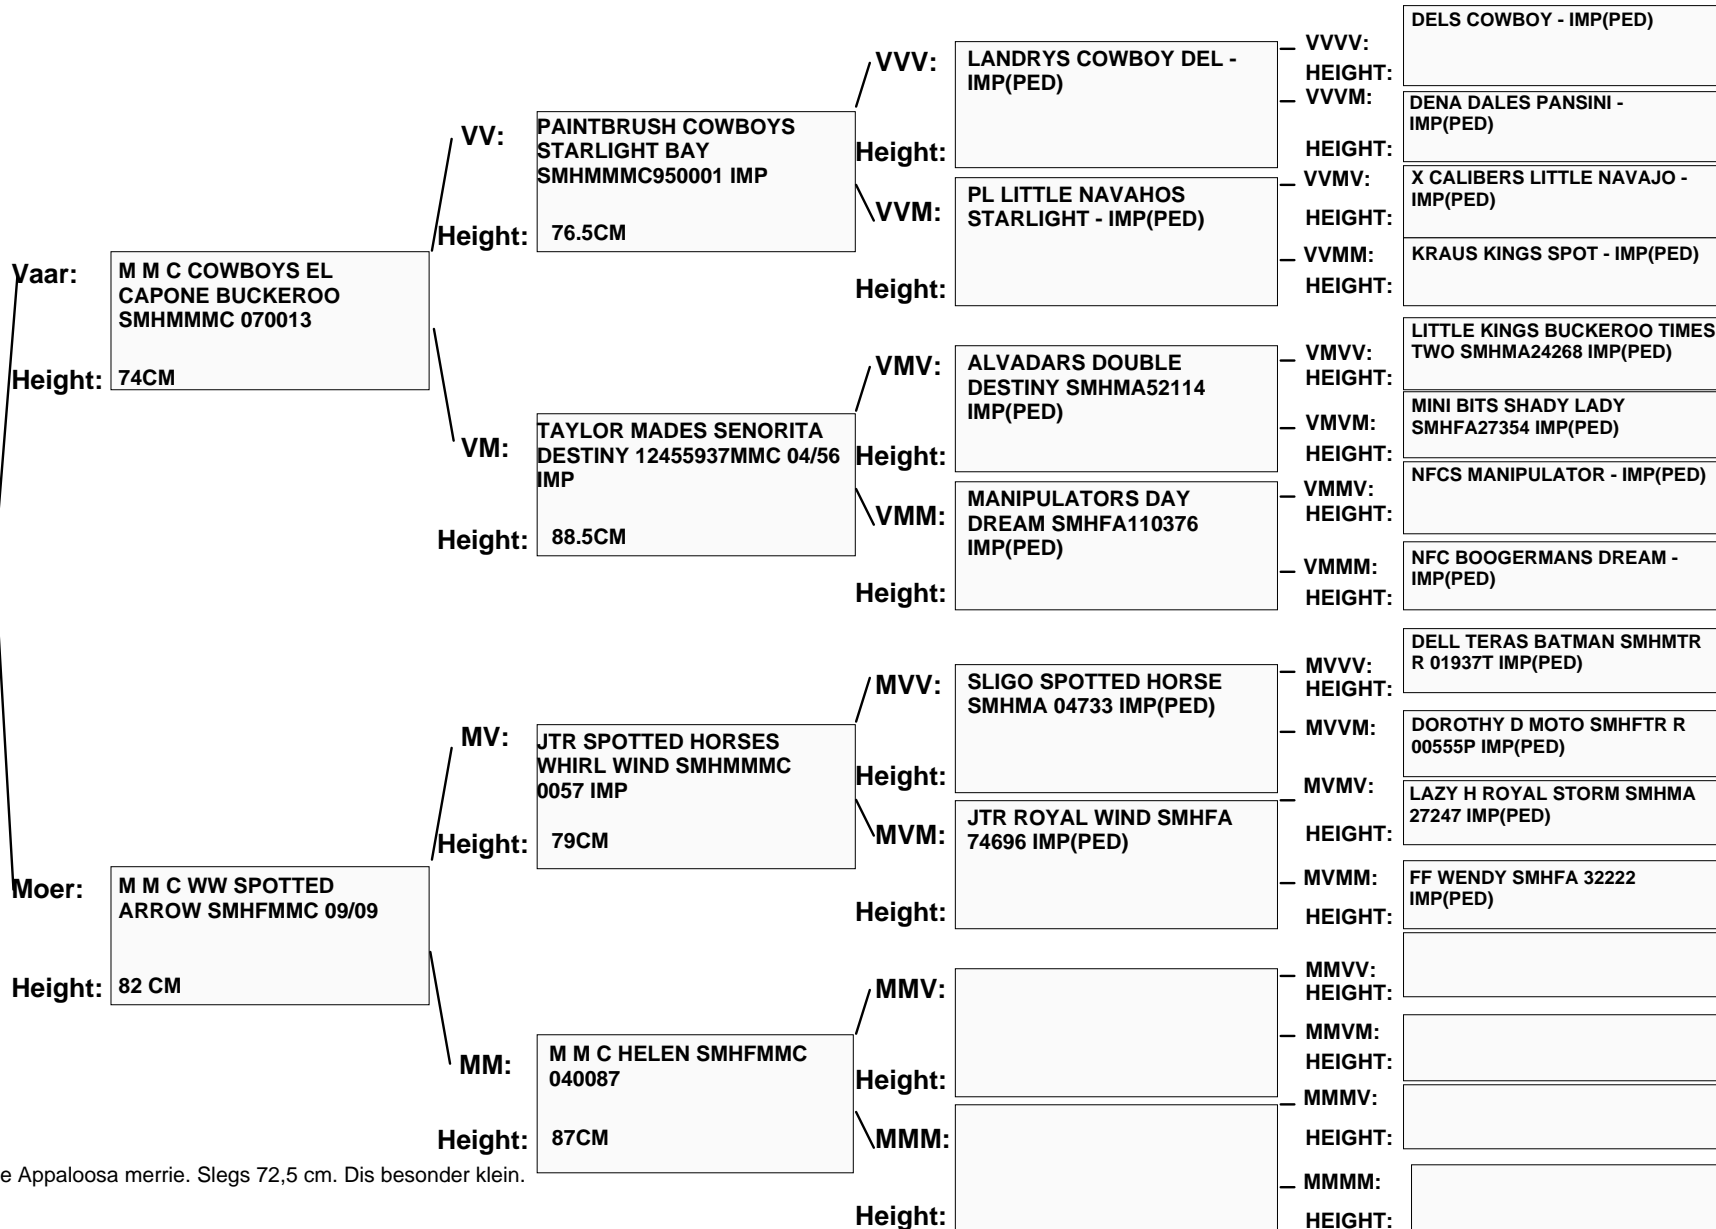 Vaar:
M M C COWBOYS EL
CAPONE BUCKEROO
SMHMMMC 070013
Height:
74CM
VV:
PAINTBRUSH COWBOYS
STARLIGHT BAY
SMHMMMC950001 IMP
Height:
76.5CM
VVV:
LANDRYS COWBOY DEL -
IMP(PED)
Height:
VVVV:
DELS COWBOY - IMP(PED)
HEIGHT:
VVVM:
DENA DALES PANSINI -
IMP(PED)
HEIGHT:
VVM:
PL LITTLE NAVAHOS
STARLIGHT - IMP(PED)
Height:
VVMV:
X CALIBERS LITTLE NAVAJO -
IMP(PED)
HEIGHT:
VVMM:
KRAUS KINGS SPOT - IMP(PED)
HEIGHT:
VM:
TAYLOR MADES SENORITA
DESTINY 12455937MMC 04/56
IMP
Height:
88.5CM
VMV:
ALVADARS DOUBLE
DESTINY SMHMA52114
IMP(PED)
Height:
VMVV:
LITTLE KINGS BUCKEROO TIMES
TWO SMHMA24268 IMP(PED)
HEIGHT:
VMVM:
MINI BITS SHADY LADY
SMHFA27354 IMP(PED)
HEIGHT:
VMM:
MANIPULATORS DAY
DREAM SMHFA110376
IMP(PED)
Height:
VMMV:
NFCS MANIPULATOR - IMP(PED)
HEIGHT:
VMMM:
NFC BOOGERMANS DREAM -
IMP(PED)
HEIGHT:
Moer:
M M C WW SPOTTED
ARROW SMHFMMC 09/09
Height:
82 CM
MV:
JTR SPOTTED HORSES
WHIRL WIND SMHMMMC
0057 IMP
Height:
79CM
MVV:
SLIGO SPOTTED HORSE
SMHMA 04733 IMP(PED)
Height:
MVVV:
DELL TERAS BATMAN SMHMTR
R 01937T IMP(PED)
HEIGHT:
MVVM:
DOROTHY D MOTO SMHFTR R
00555P IMP(PED)
MVM:
JTR ROYAL WIND SMHFA
74696 IMP(PED)
Height:
MVMV:
LAZY H ROYAL STORM SMHMA
27247 IMP(PED)
HEIGHT:
MVMM:
FF WENDY SMHFA 32222
IMP(PED)
HEIGHT:
MM:
M M C HELEN SMHFMMC
040087
Height:
87CM
MMV:
Height:
MMVV:
HEIGHT:
MMVM:
HEIGHT:
MMM:
Height:
MMMV:
HEIGHT:
MMMM:
HEIGHT:
e Appaloosa merrie. Slegs 72,5 cm. Dis besonder klein.